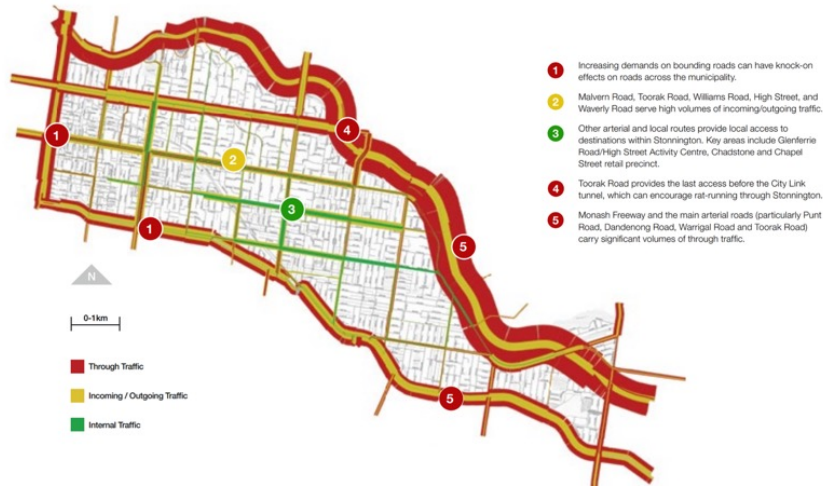 1 Increasing demands on bounding roads can have knock-on
effects on roads across the municipality.
2 Malvern Road, Toorak Road, Williams Road, High Street, and
Waverly Road serve high volumes of incoming/outgoing traffic.
3 Other arterial and local routes provide local access to
destinations within Stonnington. Key areas include Glenferrie
Road/High Street Activity Centre, Chadstone and Chapel
Street retail precinct.
4 Toorak Road provides the last access before the City Link
tunnel, which can encourage rat-running through Stonnington.
5 Monash Freeway and the main arterial roads (particularly Punt
Road, Dandenong Road, Warrigal Road and Toorak Road)
carry significant volumes of through traffic.
4
1
2
3
1
5
5
N
0-1km
Through Traffic
Incoming / Outgoing Traffic
Internal Traffic